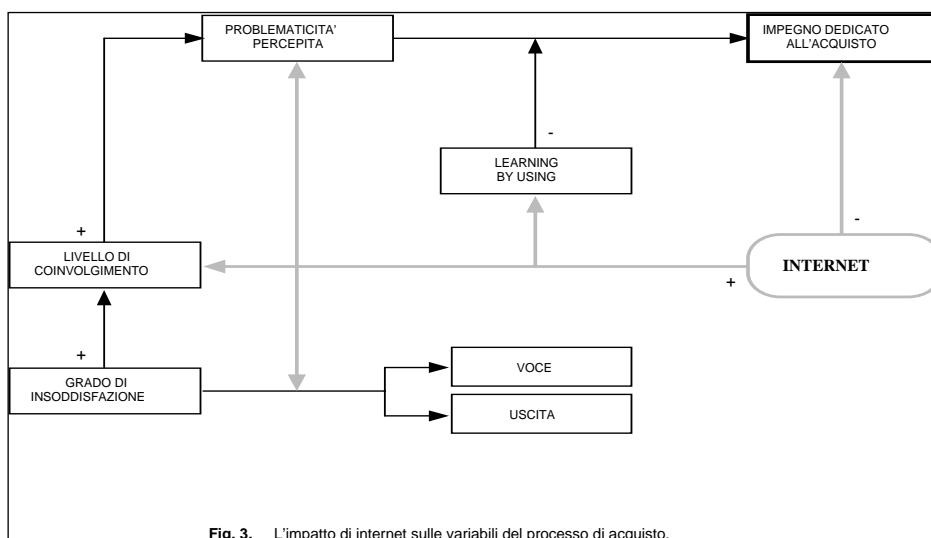 PROBLEMATICITA'
PERCEPITA
IMPEGNO DEDICATO
ALL'ACQUISTO
-
LEARNING
BY USING
-
+
LIVELLO DI
COINVOLGIMENTO
INTERNET
+
+
GRADO DI
INSODDISFAZIONE
VOCE
USCITA
Fig. 3. L'impatto di internet sulle variabili del processo di acquisto.